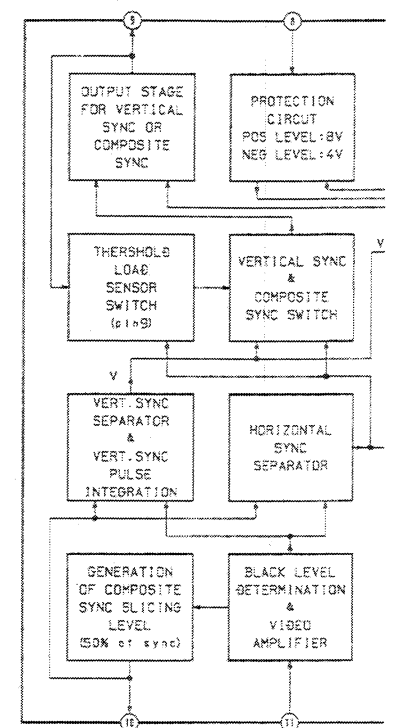 9
8
OUTPUT STAGE
FOR VERTICAL
SYNC OR
COMPOSITE
SYNC
PROTECTION
CIRCUT
POS LEVEL:8V
NEG LEVEL:4V
THERSHOLD
LOAD
SENSOR
SWITCH
(pin9)
VERTICAL SYNC
&
COMPOSITE
SYNC SWITCH
V
V
VERT.SYNC
SEPARATOR
&
VERT.SYNC
PULSE
INTEGRATION
HORIZONTAL
SYNC
SEPARATOR
GENERATION
OF COMPOSITE
SYNC SLICING
LEVEL
(50% of sync)
BLACK LEVEL
DETERMINATION
&
VIDEO
AMPLIFIER
10
11